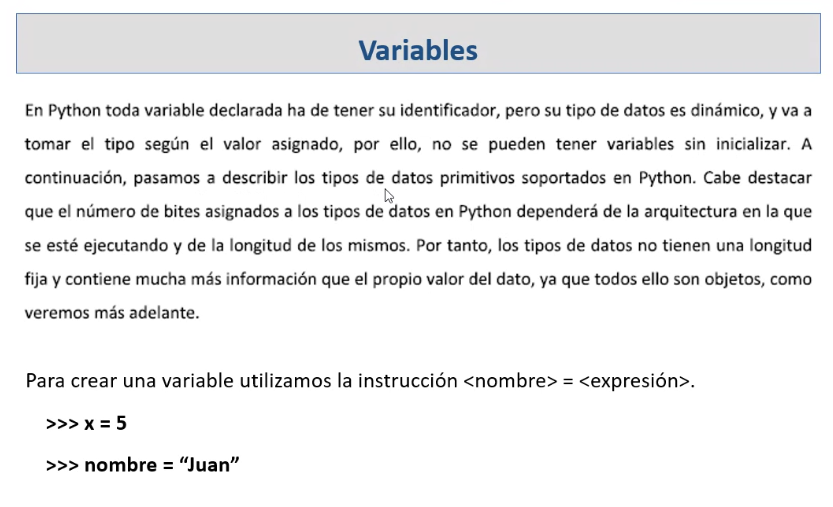 Variables
En Python toda variable declarada ha de tener su identificador, pero su tipo de datos es dinámico, y va a
tomar el tipo según el valor asignado, por ello, no se pueden tener variables sin inicializar. A
continuación, pasamos a describir los tipos de datos primitivos soportados en Python. Cabe destacar
que el número de bites asignados a los tipos de datos en Python dependerá de la arquitectura en la que
se esté ejecutando y de la longitud de los mismos. Por tanto, los tipos de datos no tienen una longitud
fija y contiene mucha más información que el propio valor del dato, ya que todos ello son objetos, como
veremos más adelante.
Para crear una variable utilizamos la instrucción <nombre> = <expresión>.
>>> x = 5
>>> nombre = “Juan”